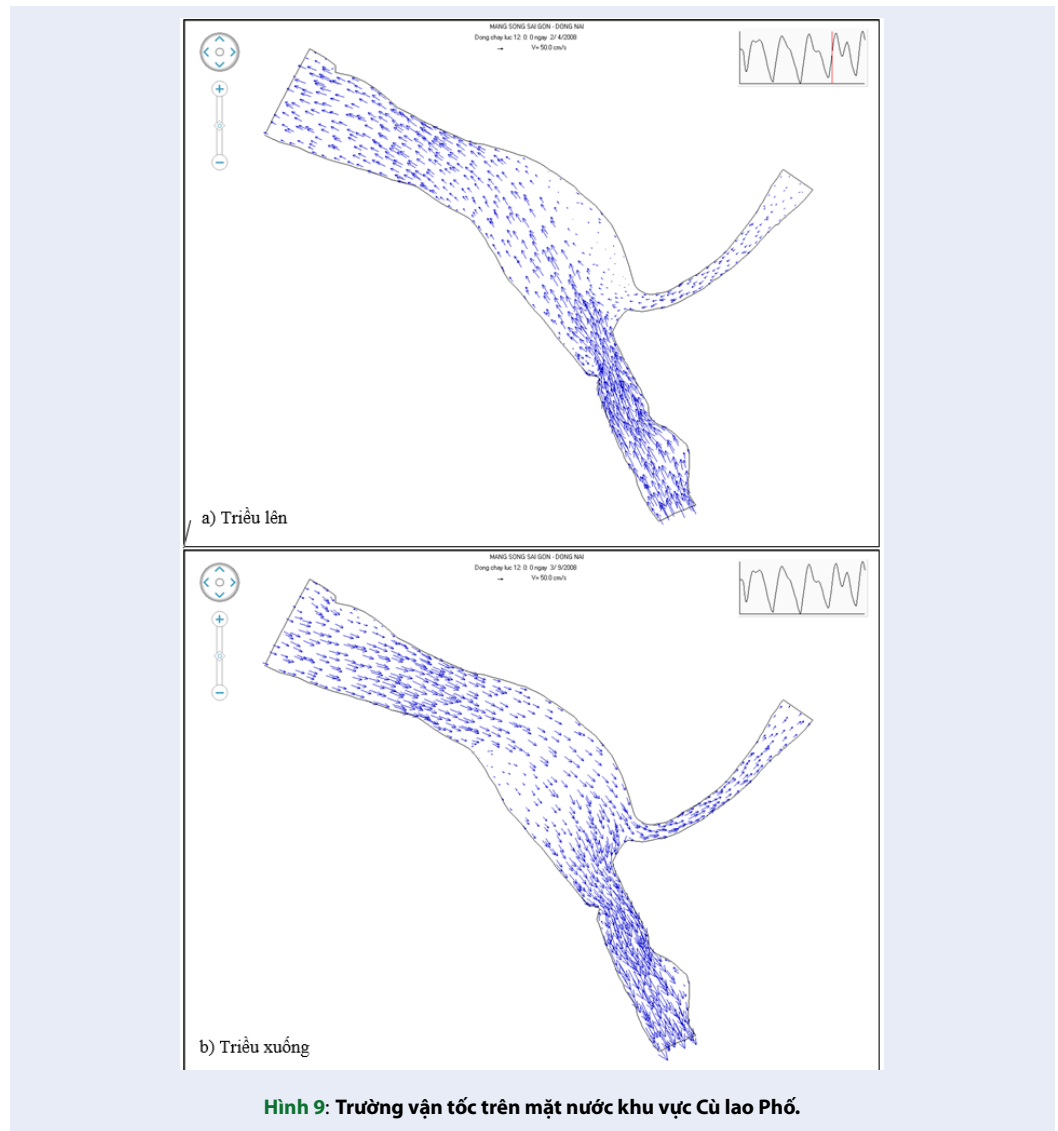 MANG SONG SAI GON - DONG NAI
Dong chay luc 12: 0: 0 ngay 2/ 4/2008
V= 50.0 cm/s
a) Triều lên
MANG SONG SAI GON - DONG NAI
Dong chay luc 12: 0: 0 ngay 3/ 9/2008
V= 50.0 cm/s
b) Triều xuống
Hình 9: Trường vận tốc trên mặt nước khu vực Cù lao Phố.